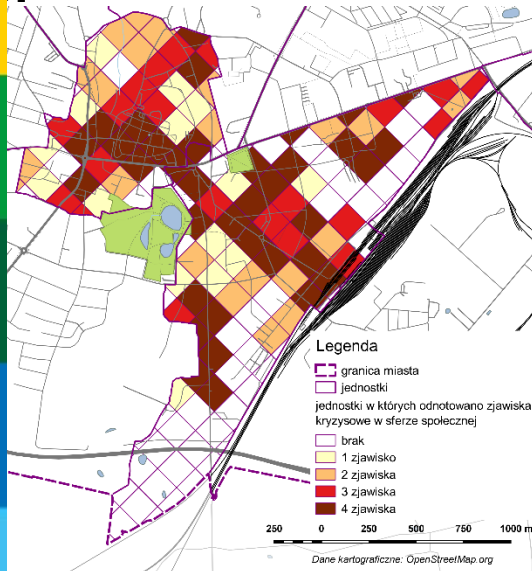 Legenda
granica miasta
jednostki
jednostki w których odnotowano zjawiska
kryzysowe w sferze społecznej
brak
1 zjawisko
2 zjawiska
3 zjawiska
4 zjawiska
250 0 250 500 750 1000 m
Dane kartograficzne: OpenStreetMap.org